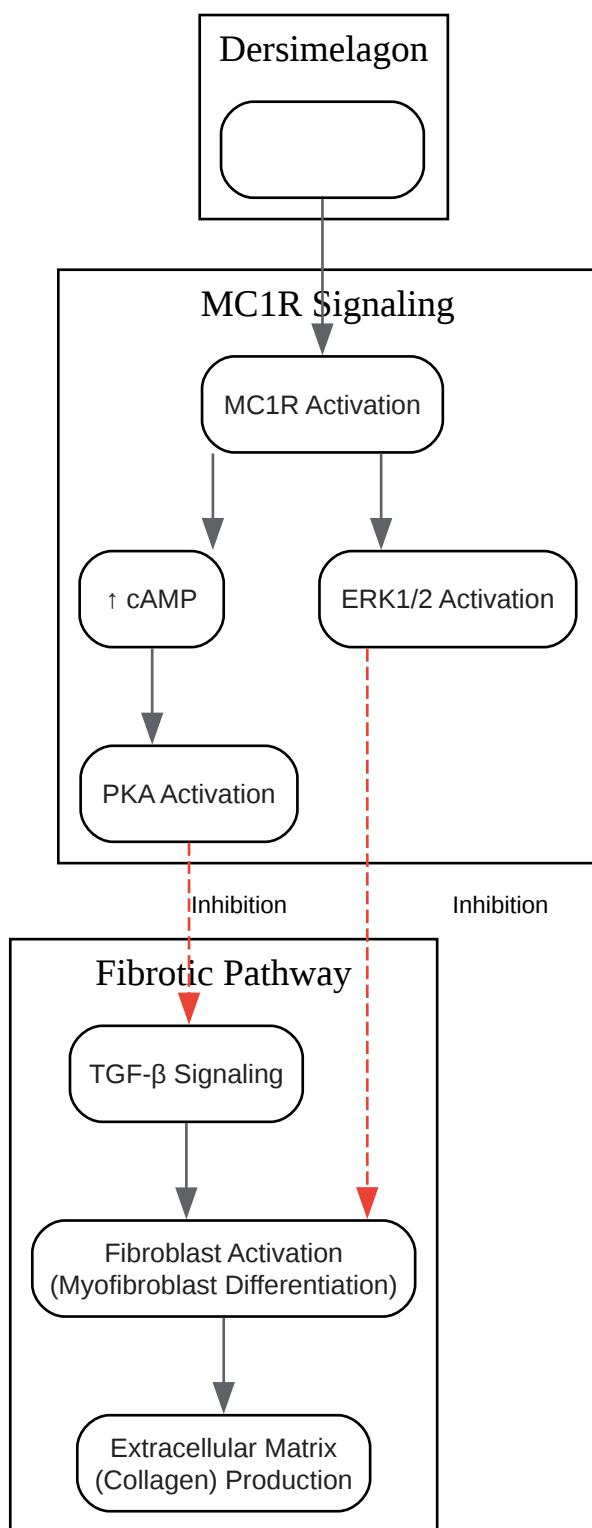 Dersimelagon
MC1R Signaling
MC1R Activation
↑ cAMP
ERK1/2 Activation
PKA Activation
Inhibition
Inhibition
Fibrotic Pathway
TGF-β Signaling
Fibroblast Activation
(Myofibroblast Differentiation)
Extracellular Matrix
(Collagen) Production